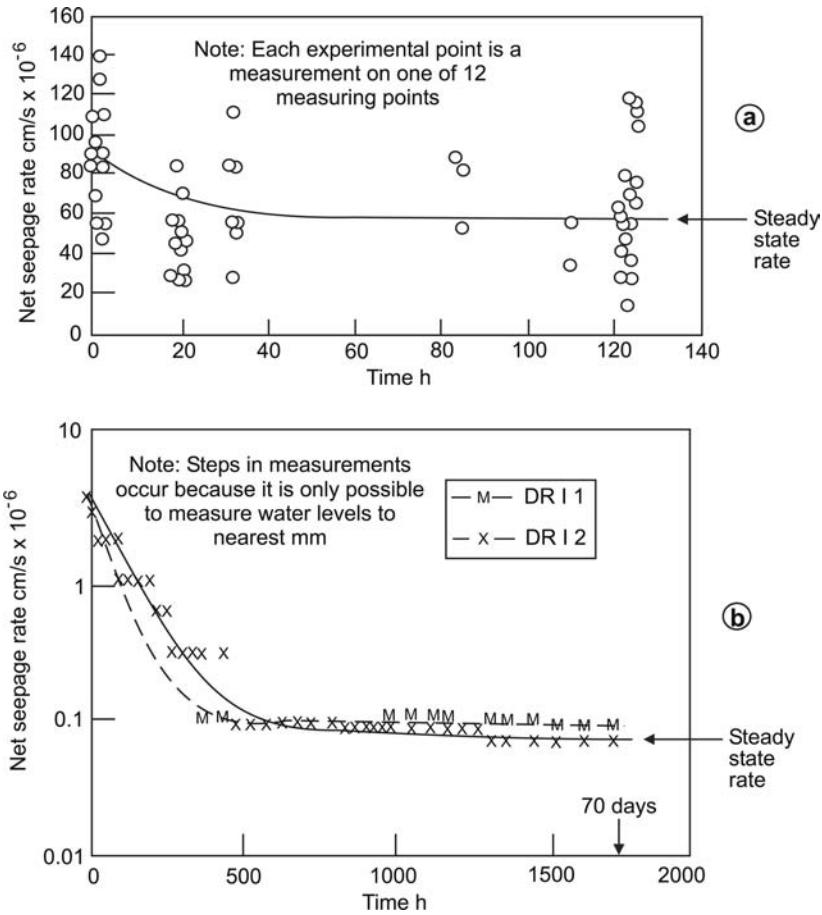 160
140
120
100
80
60
40
20
0
Net seepage rate cm/s x 10⁻⁶
Note: Each experimental point is a
measurement on one of 12
measuring points
a
Steady
state
rate
0 20 40 60 80 100 120 140
Time h
10
1
0.1
0.01
Net seepage rate cm/s x 10⁻⁶
Note: Steps in measurements
occur because it is only possible
to measure water levels to
nearest mm
M DR I 1
X DR I 2
b
Steady
state
rate
70 days
0 500 1000 1500 2000
Time h